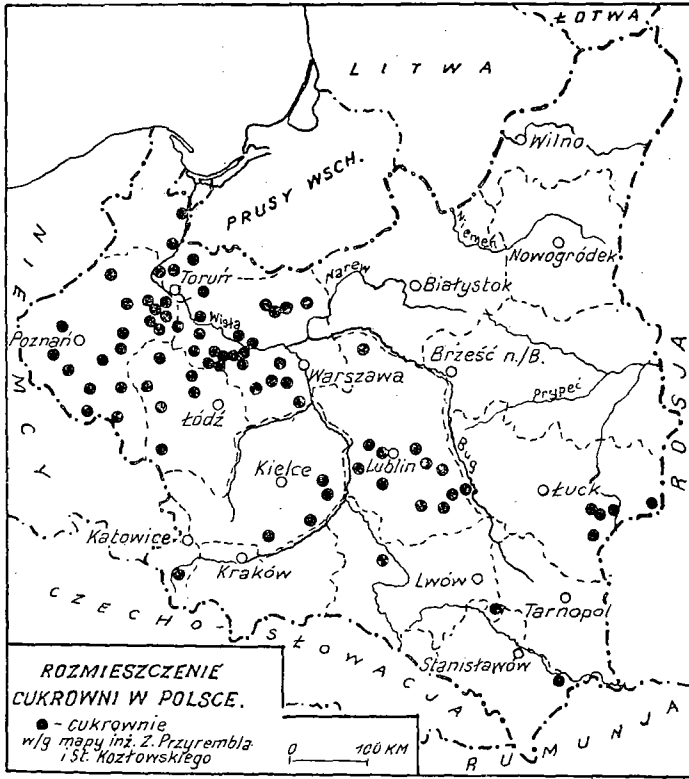 ŁOTWA
LITWA
Wilno
PRUSY WSCH.
Niemen
Nowogródek
NIEMCY
Toruń
Narew
Białystok
Wisła
Poznań
Warszawa
Brześć n./B.
ROSJA
Prypeć
Łódź
Kielce
Lublin
Bug
Łuck
Katowice
Kraków
Lwów
Tarnopol
CZECHO-SŁOWACJA
Stanisławów
RUMUNJA
ROZMIESZCZENIE
CUKROWNI W POLSCE.
- cukrownie
w/g mapy inż. Z. Przyrembla
i St. Kozłowskiego
0 100 KM